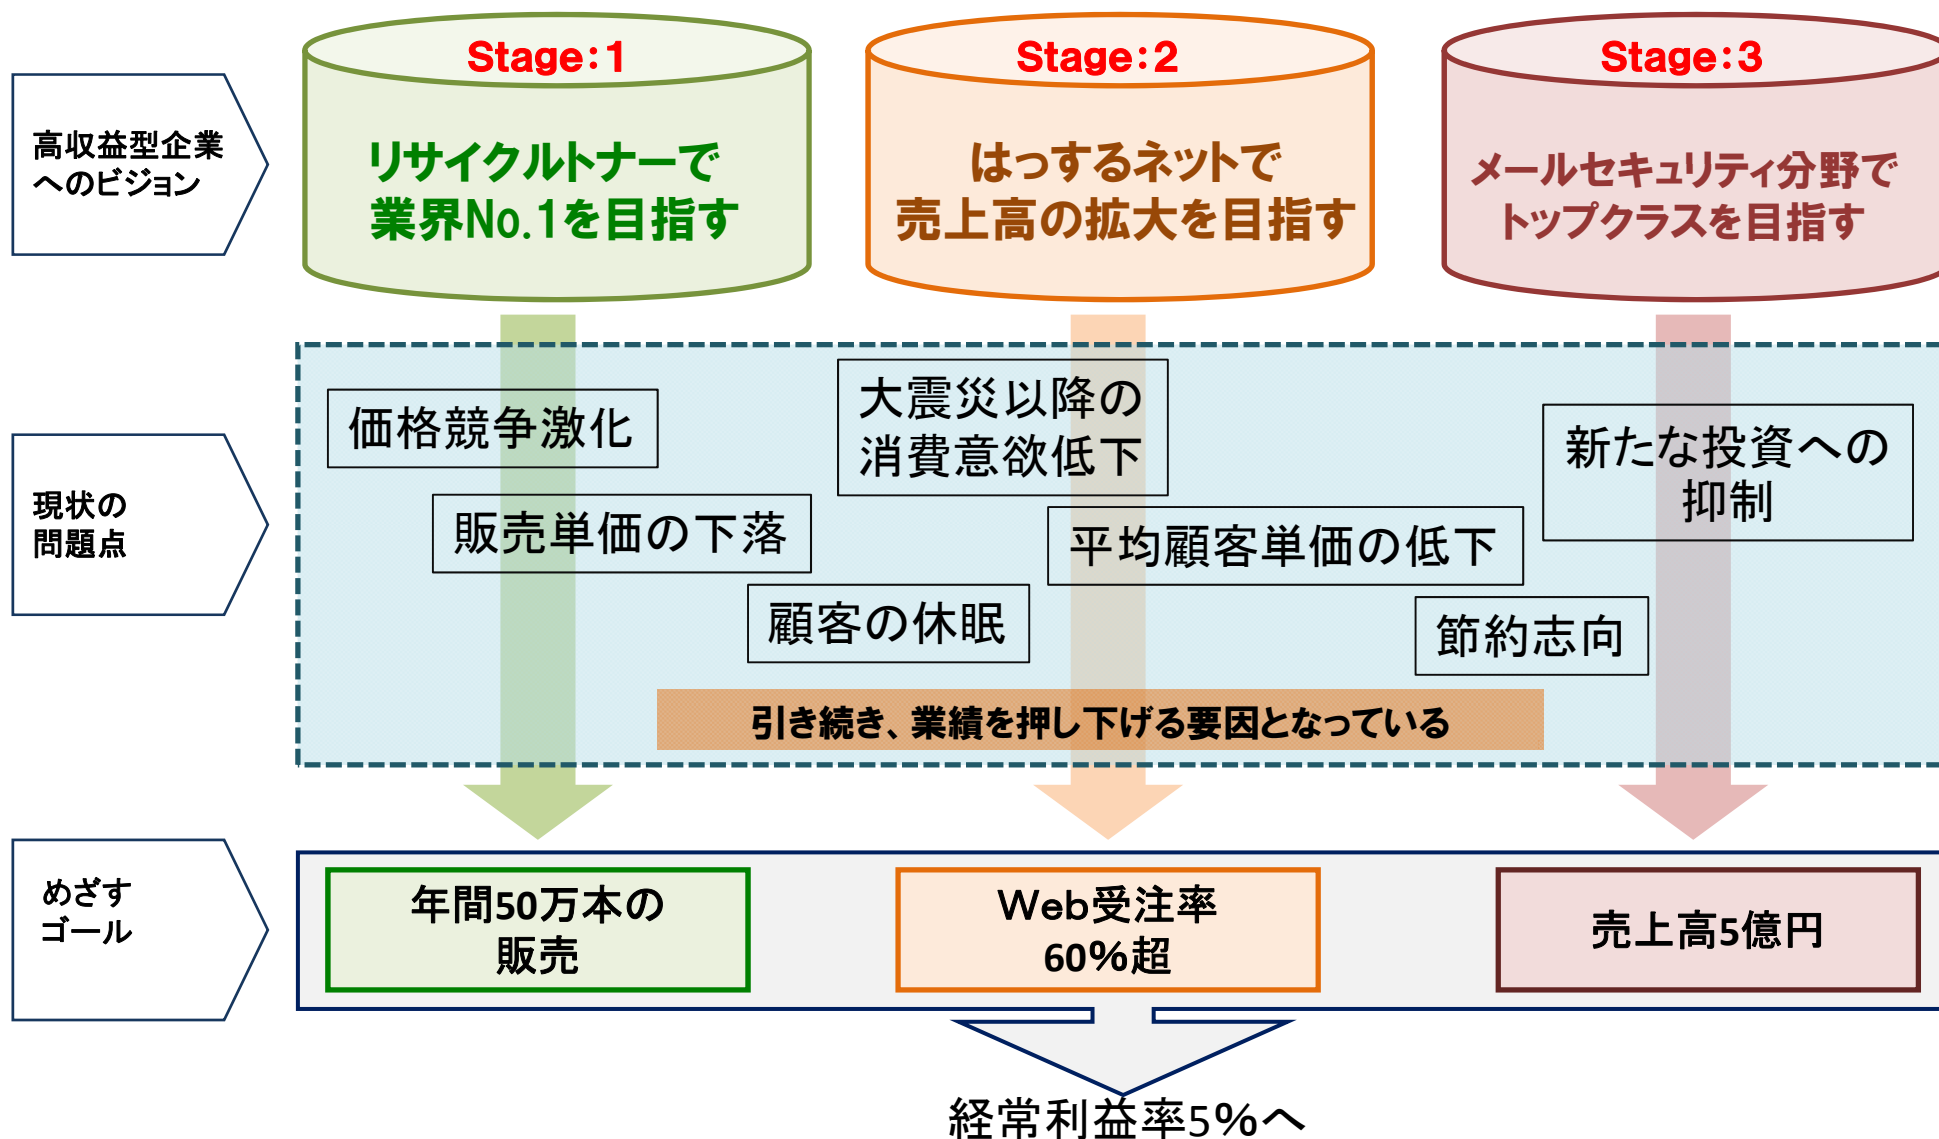 Stage:1
Stage:2
Stage:3
高収益型企業
へのビジョン
リサイクルトナーで
業界No.1を目指す
はっするネットで
売上高の拡大を目指す
メールセキュリティ分野で
トップクラスを目指す
現状の
問題点
価格競争激化
販売単価の下落
大震災以降の
消費意欲低下
顧客の休眠
平均顧客単価の低下
新たな投資への
抑制
節約志向
引き続き、業績を押し下げる要因となっている
めざす
ゴール
年間50万本の
販売
Web受注率
60%超
売上高5億円
経常利益率5%へ